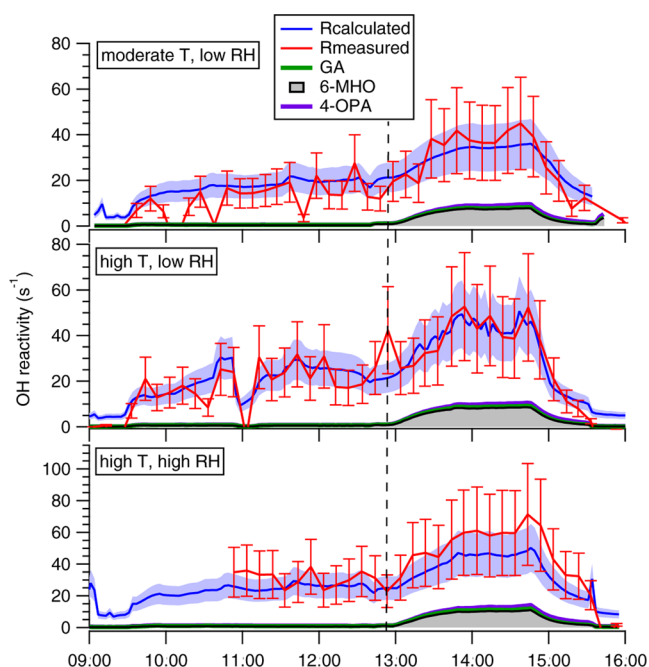 Rcalculated
Rmeasured
GA
6-MHO
4-OPA
moderate T, low RH
80
60
40
20
0
high T, low RH
80
60
40
20
0
OH reactivity (s⁻¹)
high T, high RH
100
80
60
40
20
0
09:00 10:00 11:00 12:00 13:00 14:00 15:00 16:00